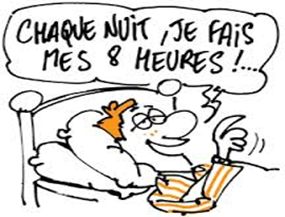 CHAQUE NUIT, JE FAIS
MES 8 HEURES !...